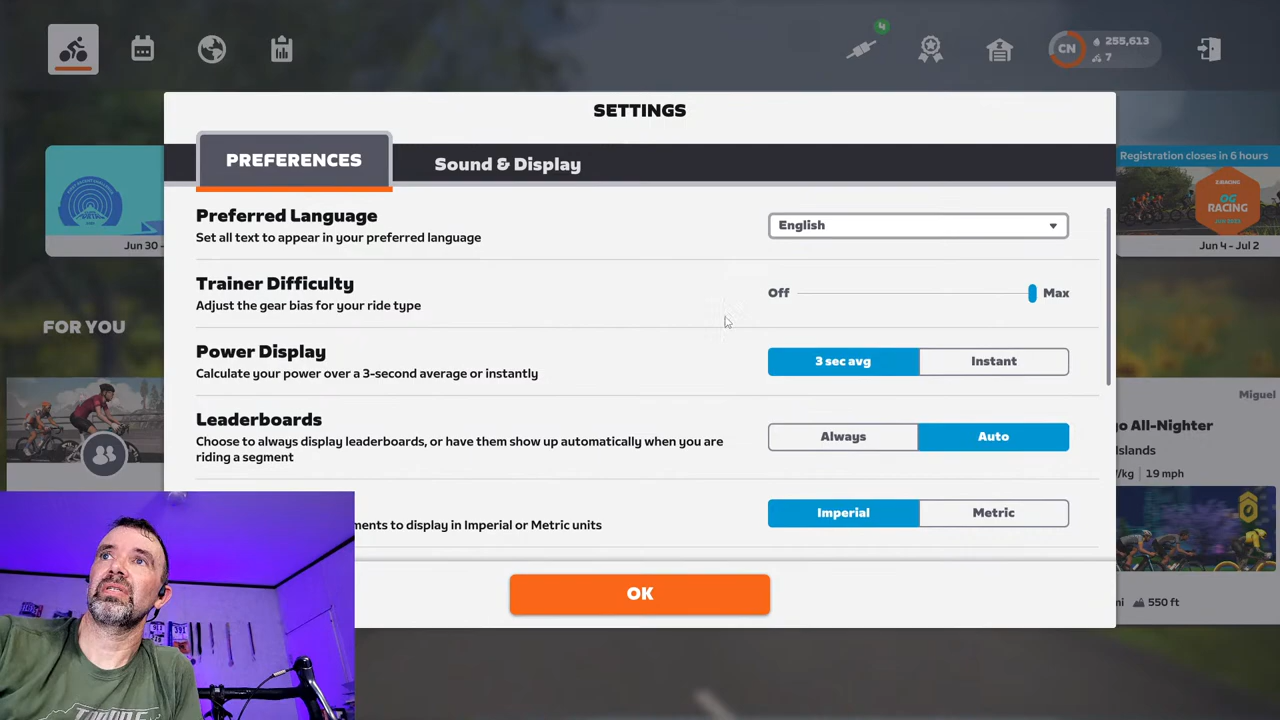 4
CN
255,613
7
SETTINGS
PREFERENCES
Sound & Display
Registration closes in 6 hours
Preferred Language
Set all text to appear in your preferred language
English
RACING
Jun 30 -
Jun 4 - Jul 2
Trainer Difficulty
Adjust the gear bias for your ride type
Off
Max
FOR YOU
Power Display
Calculate your power over a 3-second average or instantly
3 sec avg
Instant
Miguel
Leaderboards
Choose to always display leaderboards, or have them show up automatically when you are
riding a segment
Always
Auto
go All-Nighter
Islands
/kg | 19 mph
ments to display in Imperial or Metric units
Imperial
Metric
OK
mi
550 ft